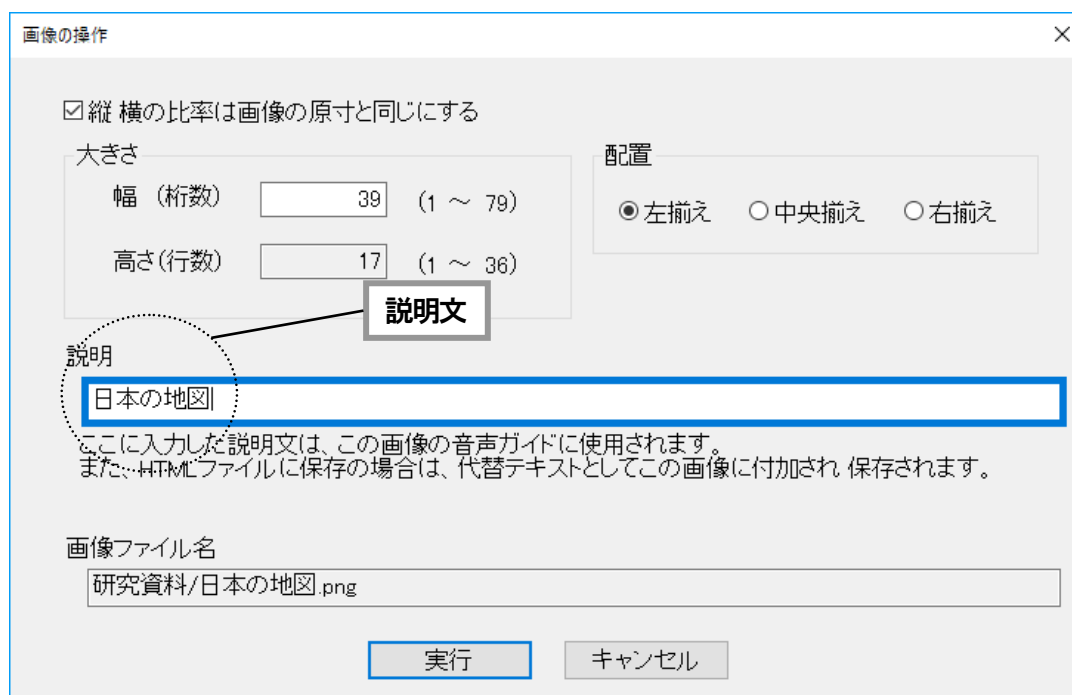 画像の操作
縦横の比率は画像の原寸と同じにする
大きさ
幅 (桁数) 39 (1 ～ 79)
高さ(行数) 17 (1 ～ 36)
配置
左揃え 中央揃え 右揃え
説明文
説明
日本の地図
ここに入力した説明文は、この画像の音声ガイドに使用されます。
また、HTMLファイルに保存の場合は、代替テキストとしてこの画像に付加され 保存されます。
画像ファイル名
研究資料/日本の地図.png
実行 キャンセル